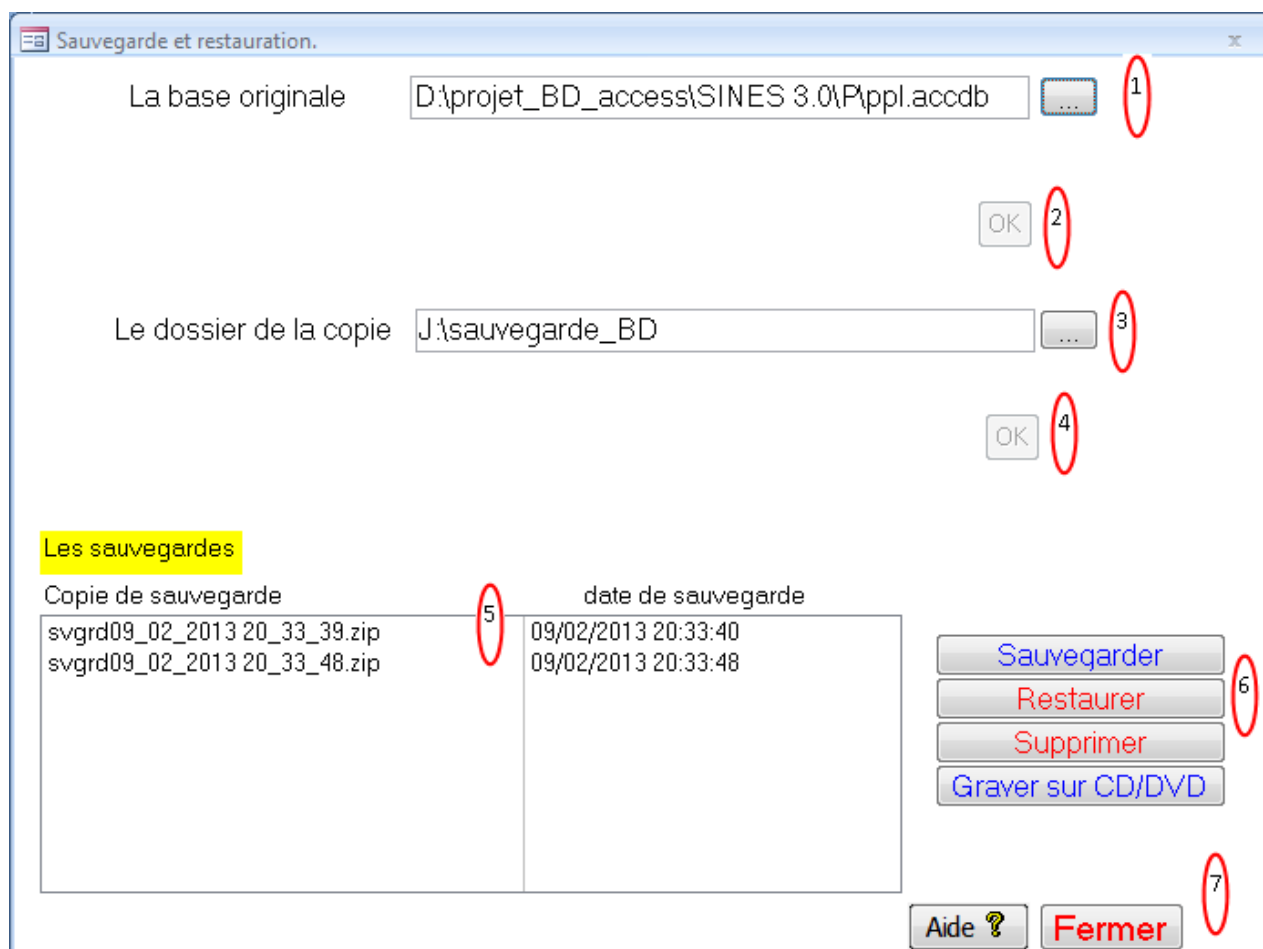 Sauvegarde et restauration. x
La base originale D:\projet_BD_access\SINES 3.0\P\ppl.accdb ... 1
OK 2
Le dossier de la copie J:\sauvegarde_BD ... 3
OK 4
Les sauvegardes
Copie de sauvegarde 5 date de sauvegarde
svgrd09_02_2013 20_33_39.zip 09/02/2013 20:33:40
svgrd09_02_2013 20_33_48.zip 09/02/2013 20:33:48
Sauvegarder
Restaurer 6
Supprimer
Graver sur CD/DVD
7
Aide ? Fermer